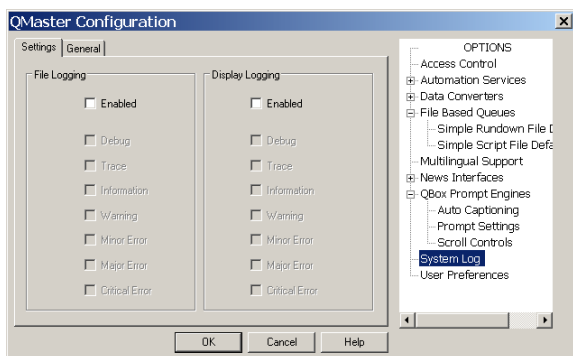 QMaster Configuration
Settings
General
File Logging
Enabled
Debug
Trace
Information
Warning
Minor Error
Major Error
Critical Error
Display Logging
Enabled
Debug
Trace
Information
Warning
Minor Error
Major Error
Critical Error
OPTIONS
Access Control
Automation Services
Data Converters
File Based Queues
Simple Rundown File
Simple Script File Defa
Multilingual Support
News Interfaces
QBox Prompt Engines
Auto Captioning
Prompt Settings
Scroll Controls
System Log
User Preferences
OK
Cancel
Help